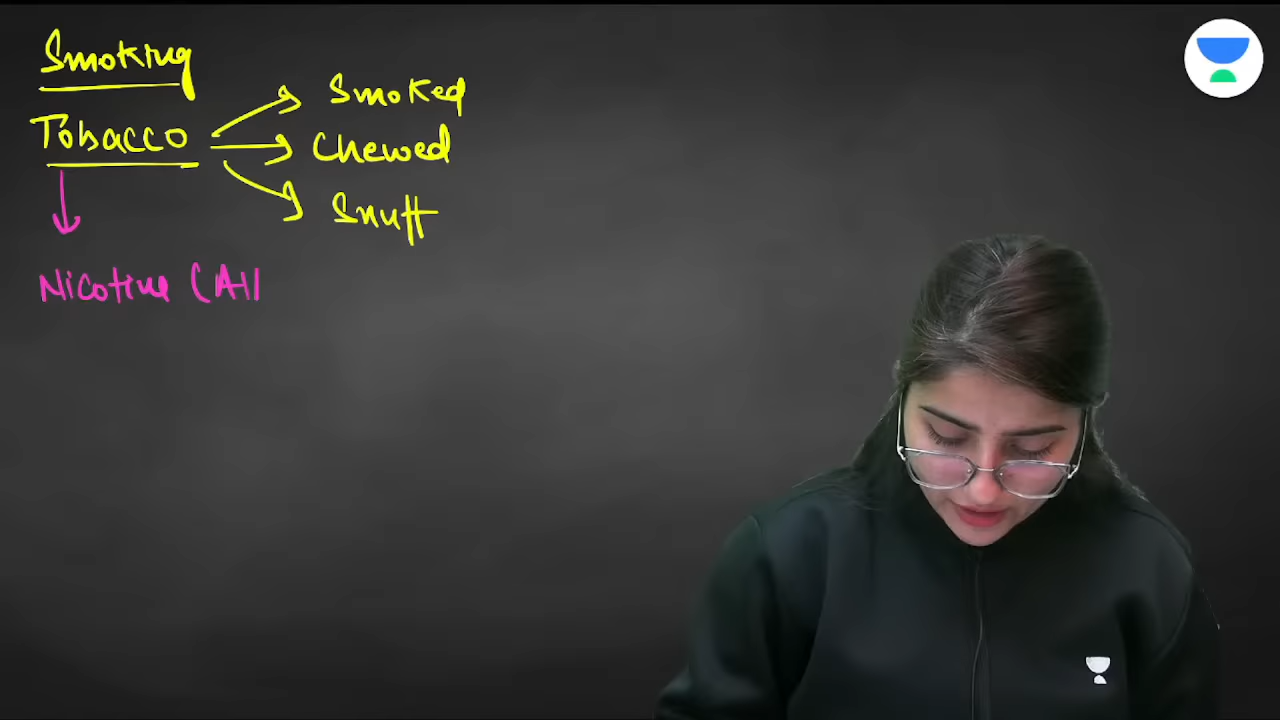 Smoking
Tobacco → Smoked
→ Chewed
→ Snuff
Nicotine (Al